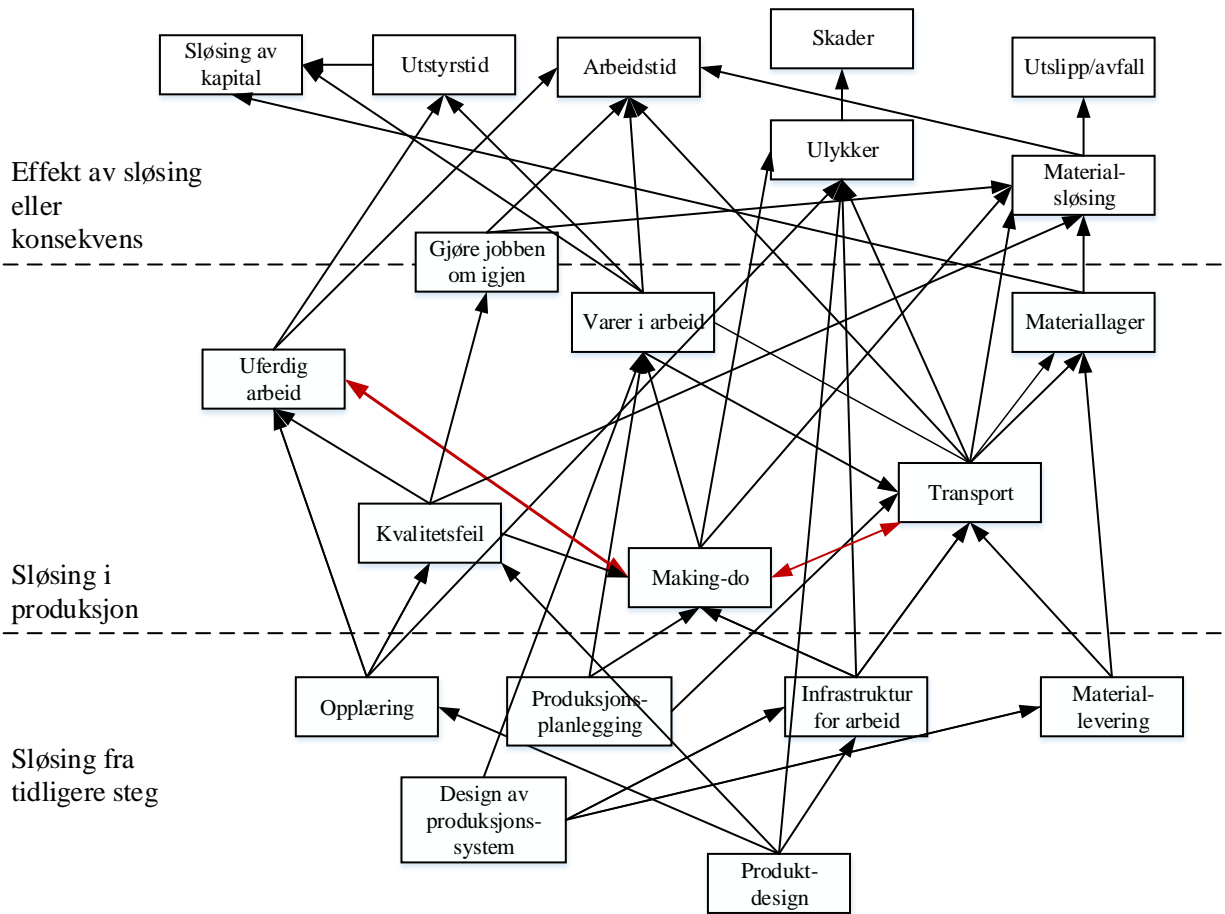 Sløsing av
kapital
Utstyrstid
Arbeidstid
Skader
Utslipp/avfall
Ulykker
Effekt av sløsing
eller
konsekvens
Material-
sløsing
Gjøre jobben
om igjen
Varer i arbeid
Materiallager
Uferdig
arbeid
Transport
Kvalitetsfeil
Making-do
Sløsing i
produksjon
Opplæring
Produksjons-
planlegging
Infrastruktur
for arbeid
Material-
levering
Sløsing fra
tidligere steg
Design av
produksjons-
system
Produkt-
design